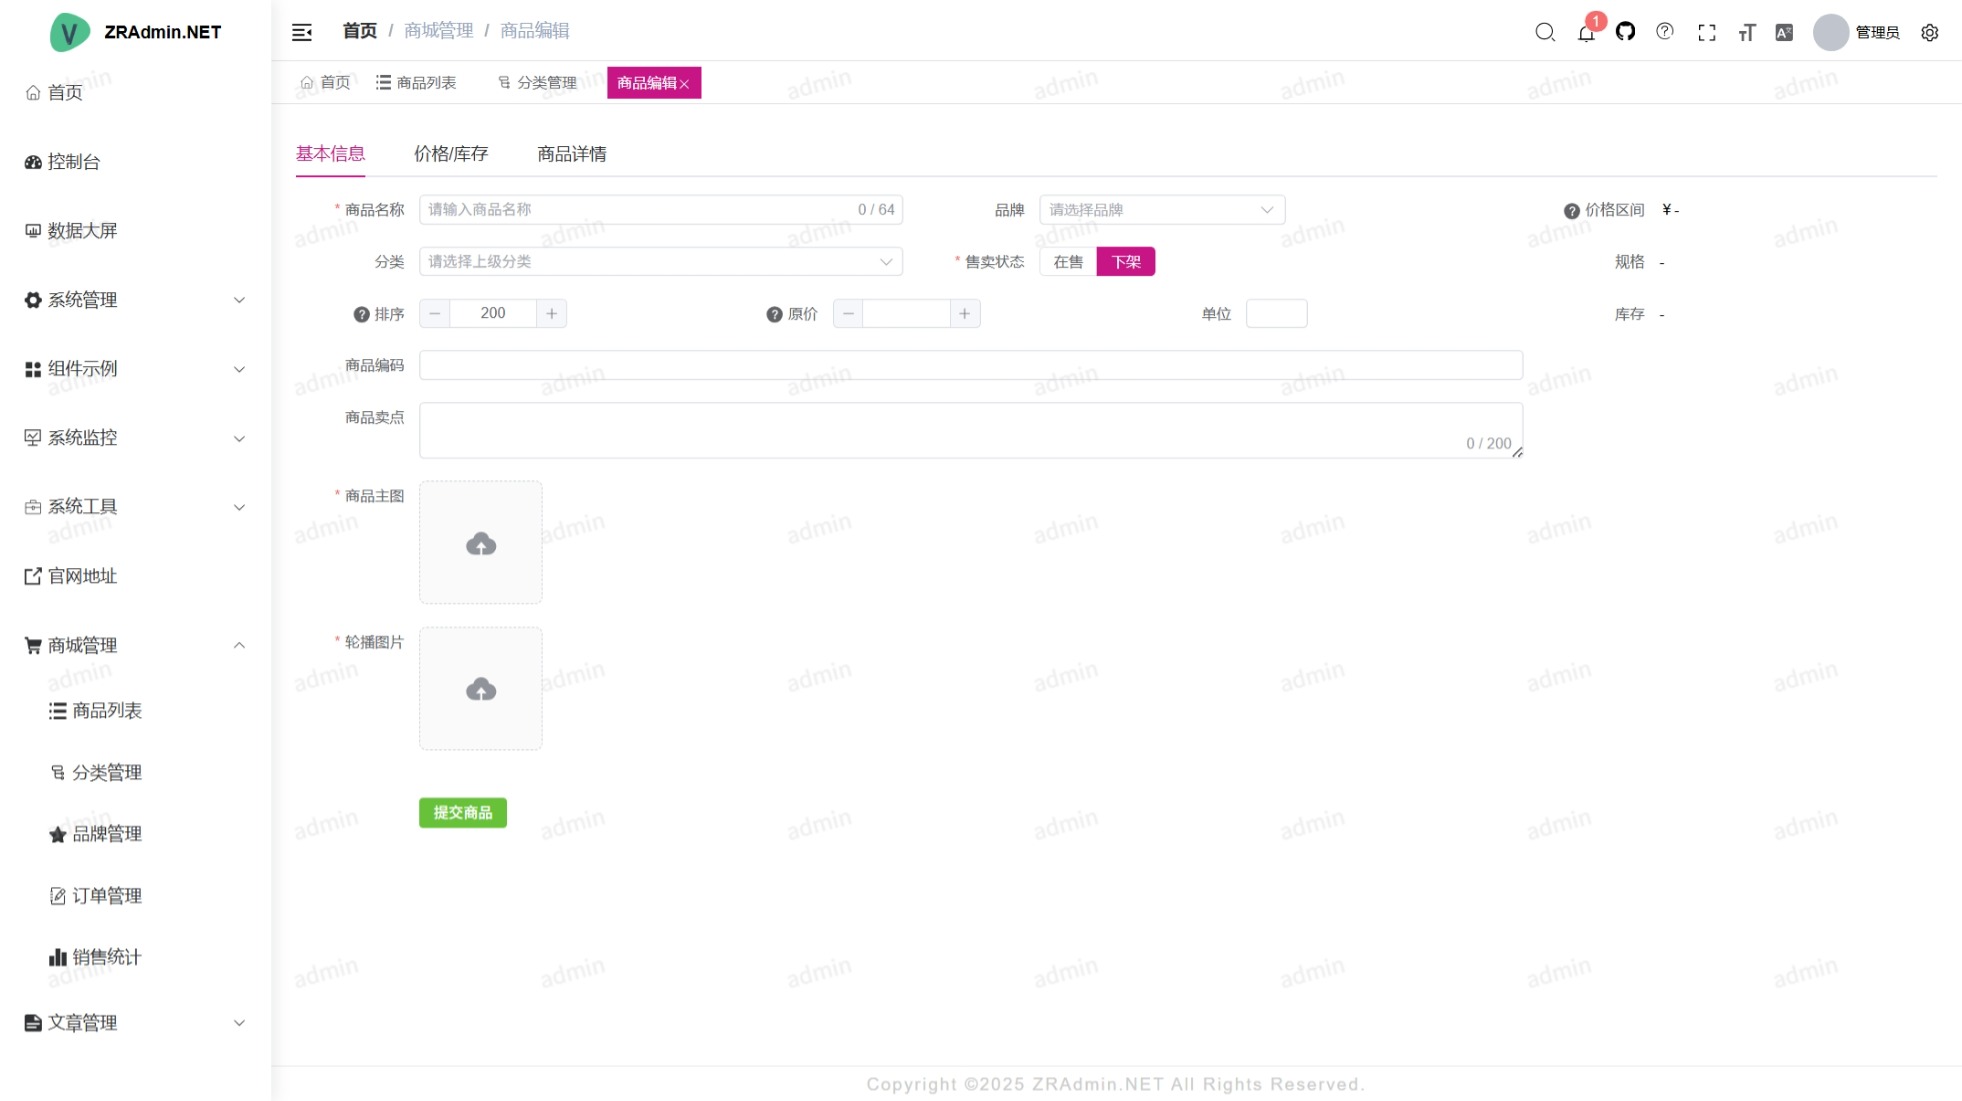 ZRAdmin.NET
首页
控制台
数据大屏
系统管理
组件示例
系统监控
系统工具
官网地址
商城管理
商品列表
分类管理
品牌管理
订单管理
销售统计
文章管理
首页 / 商城管理 / 商品编辑
1
管理员
首页 商品列表 分类管理 商品编辑
基本信息 价格/库存 商品详情
* 商品名称 请输入商品名称 0 / 64 品牌 请选择品牌 价格区间 ¥ -
分类 请选择上级分类 * 售卖状态 在售 下架 规格 -
排序 200 原价 单位 库存 -
商品编码
商品卖点
0 / 200
* 商品主图
* 轮播图片
提交商品
Copyright ©2025 ZRAdmin.NET All Rights Reserved.
admin